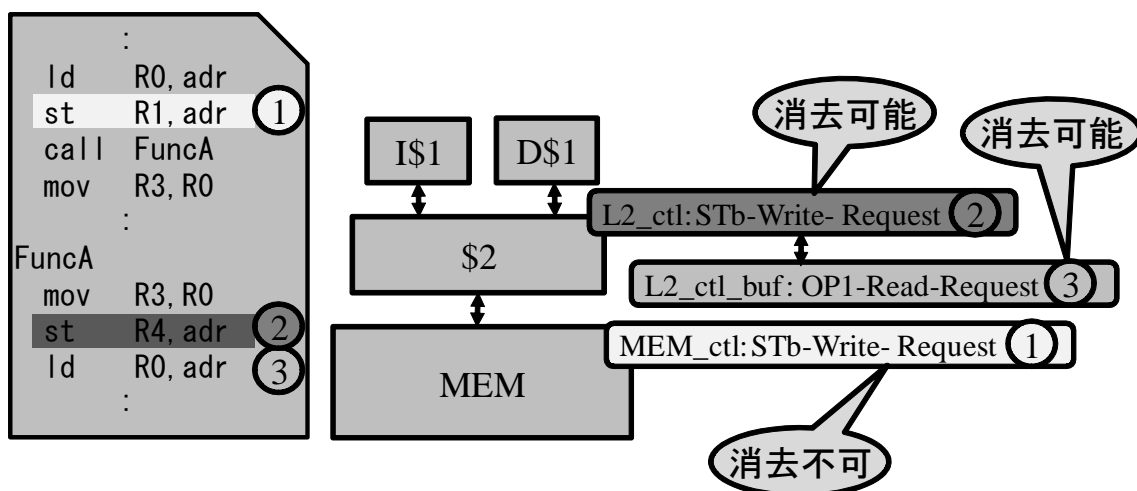 :
ld R0,adr
st R1,adr ①
call FuncA
mov R3,R0
:
FuncA
mov R3,R0
st R4,adr ②
ld R0,adr ③
:
消去可能
消去可能
I$1
D$1
L2_ctl:STb-Write- Request ②
$2
L2_ctl_buf: OP1-Read-Request ③
MEM_ctl:STb-Write- Request ①
MEM
消去不可